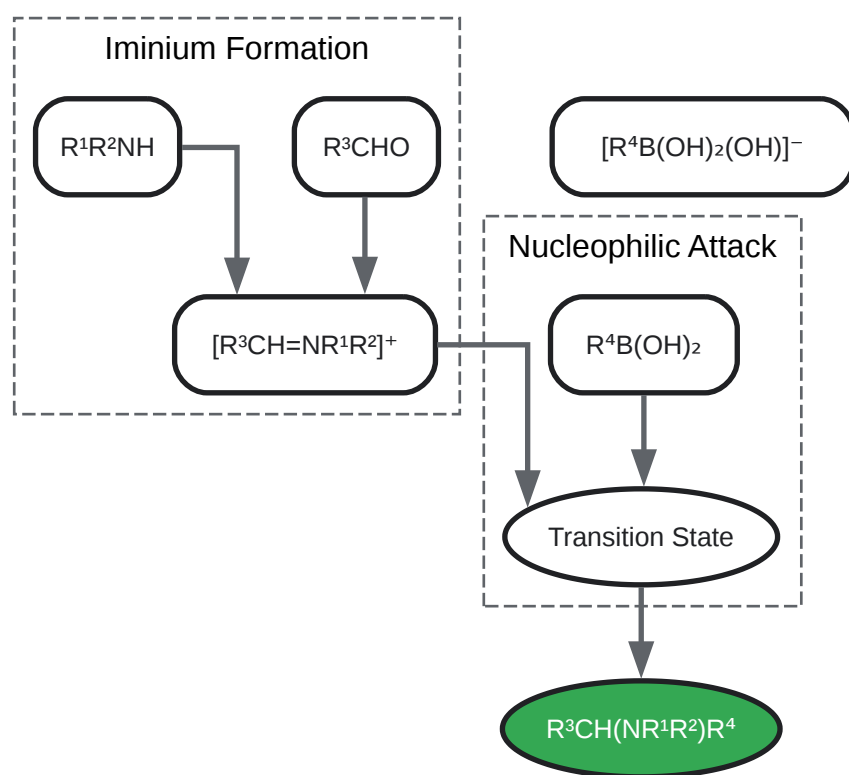 Iminium Formation
R¹R²NH
R³CHO
[R⁴B(OH)₂(OH)]⁻
Nucleophilic Attack
[R³CH=NR¹R²]⁺
R⁴B(OH)₂
Transition State
R³CH(NR¹R²)R⁴